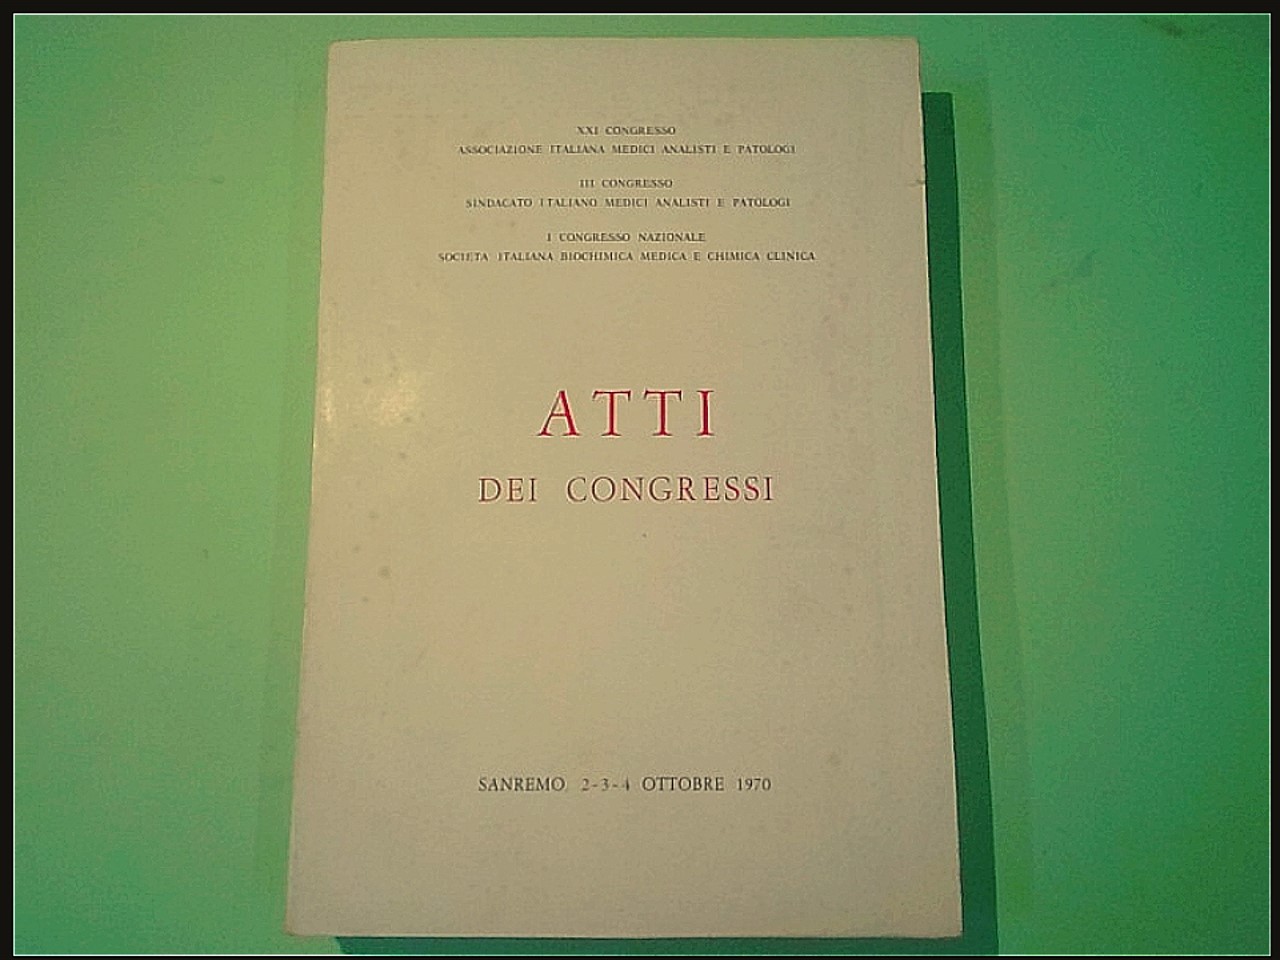 XXI CONGRESSO
ASSOCIAZIONE ITALIANA MEDICI ANALISTI E PATOLOGI
III CONGRESSO
SINDACATO ITALIANO MEDICI ANALISTI E PATOLOGI
I CONGRESSO NAZIONALE
SOCIETA ITALIANA BIOCHIMICA MEDICA E CHIMICA CLINICA
ATTI
DEI CONGRESSI
SANREMO, 2-3-4 OTTOBRE 1970